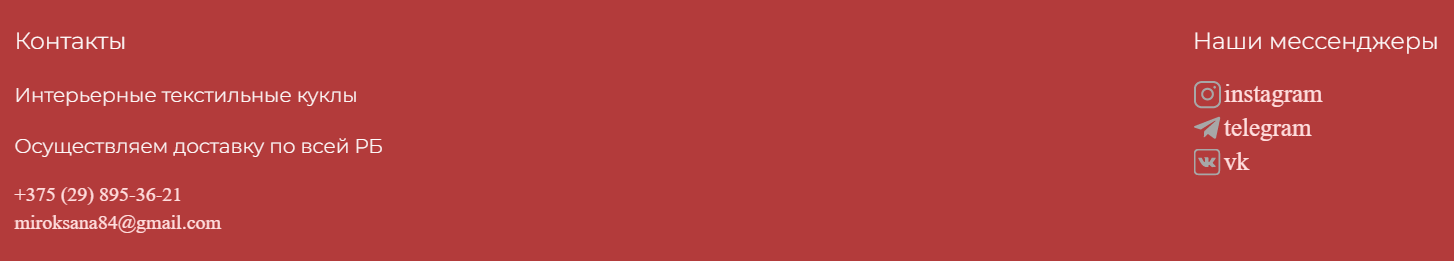 Контакты
Интерьерные текстильные куклы
Осуществляем доставку по всей РБ
+375 (29) 895-36-21
miroksana84@gmail.com
Наши мессенджеры
instagram
telegram
vk